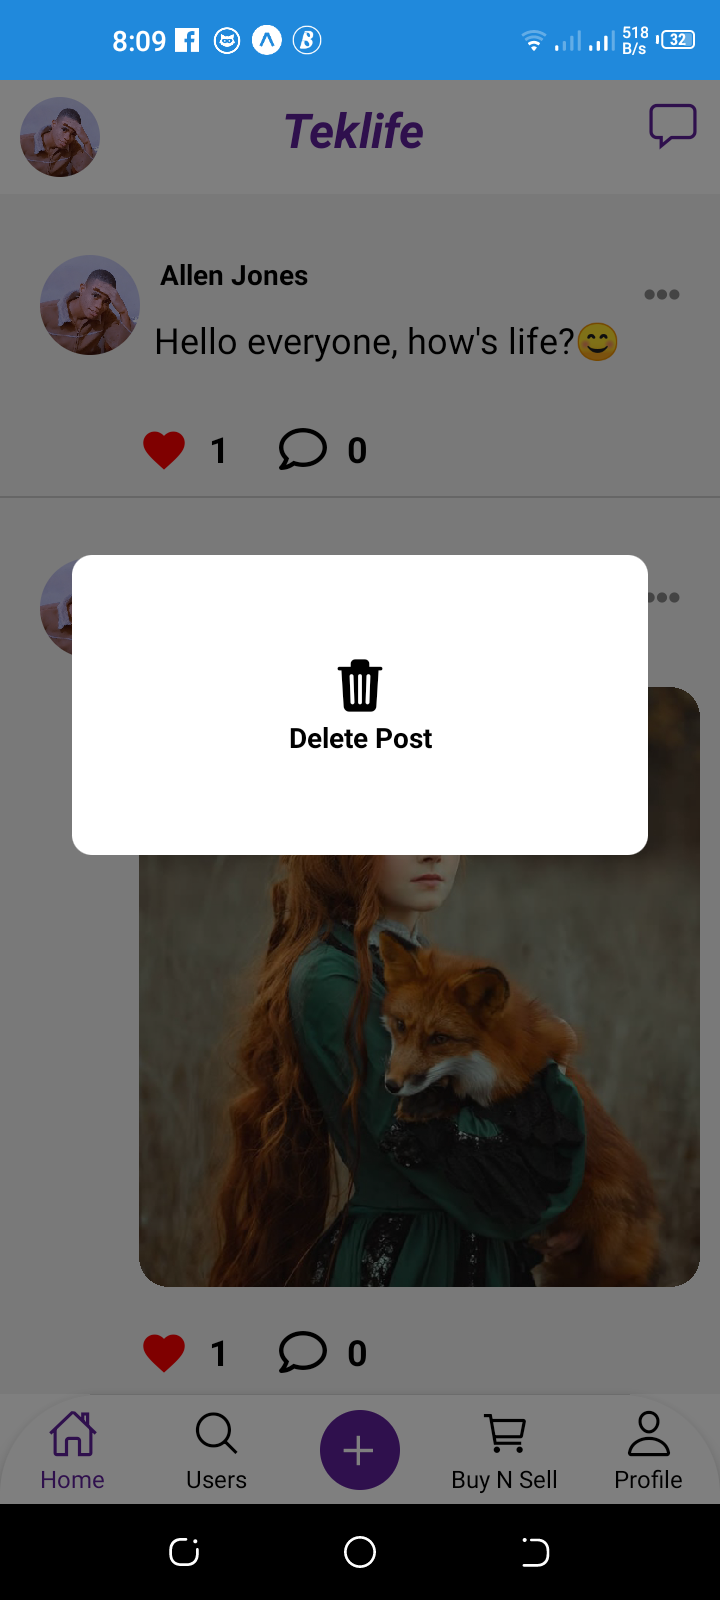 8:09
518
B/s
32
Teklife
Allen Jones
Hello everyone, how's life?😊
1 0
Delete Post
1 0
Home Users Buy N Sell Profile